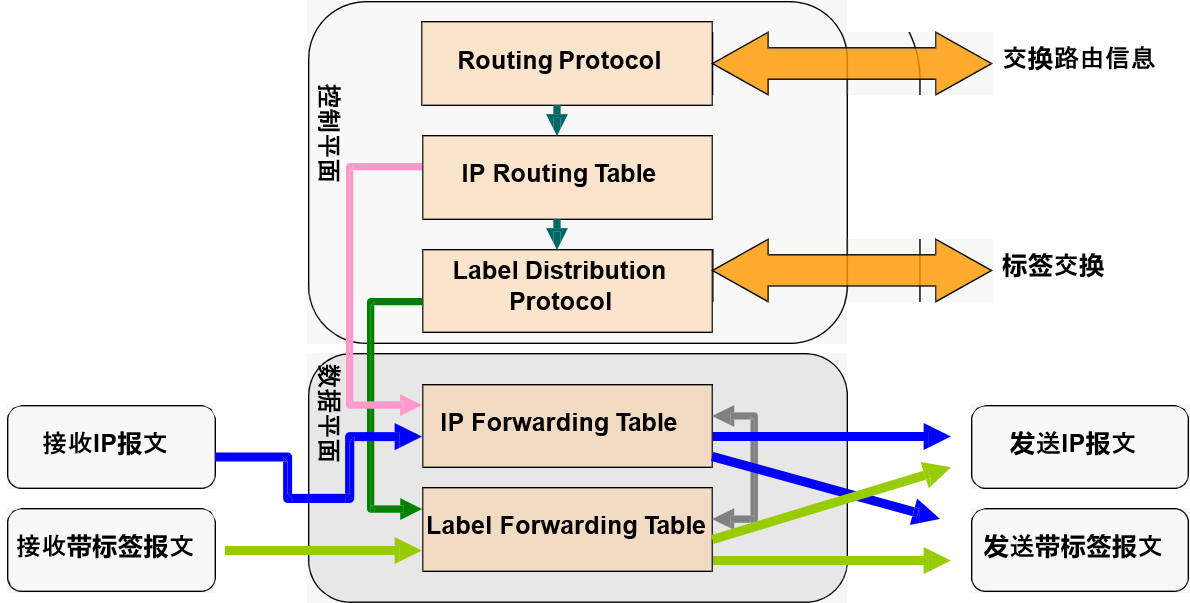 Routing Protocol
交换路由信息
控制平面
IP Routing Table
Label Distribution
Protocol
标签交换
数据平面
IP Forwarding Table
接收IP报文
发送IP报文
Label Forwarding Table
接收带标签报文
发送带标签报文